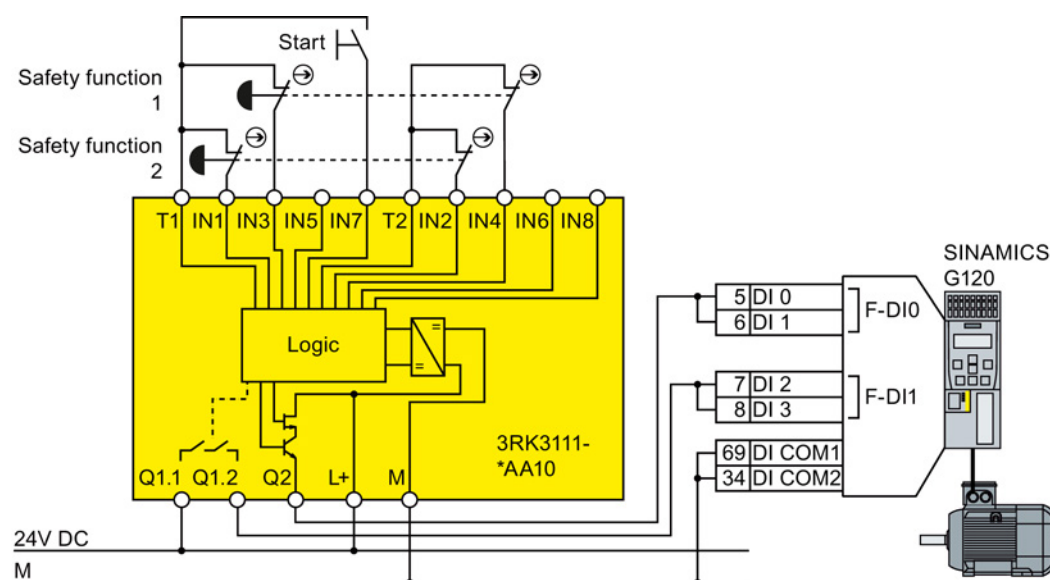 Start
Safety function
1
Safety function
2
T1 IN1 IN3 IN5 IN7 T2 IN2 IN4 IN6 IN8
SINAMICS
G120
5 DI 0
6 DI 1
F-DI0
Logic
=
=
7 DI 2
8 DI 3
F-DI1
3RK3111-
*AA10
69 DI COM1
34 DI COM2
Q1.1 Q1.2 Q2 L+ M
24V DC
M